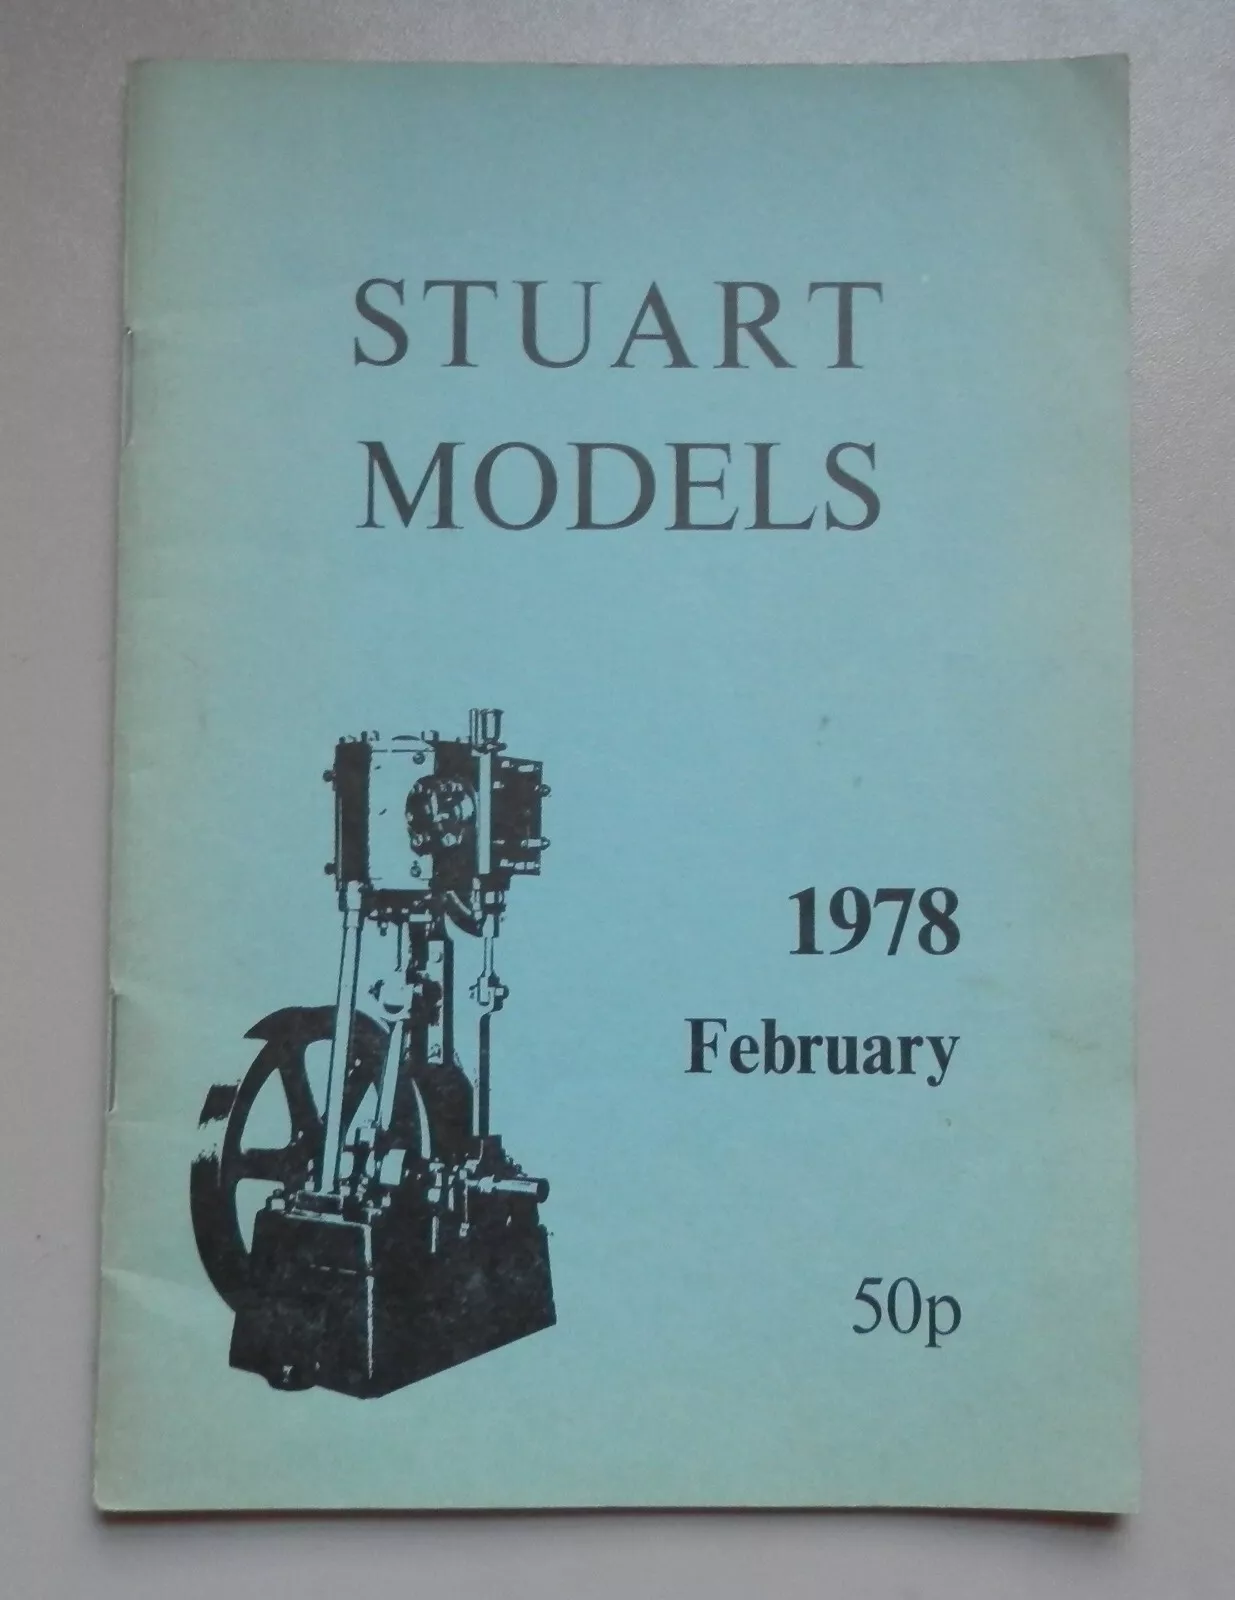 STUART
MODELS
1978
February
50p